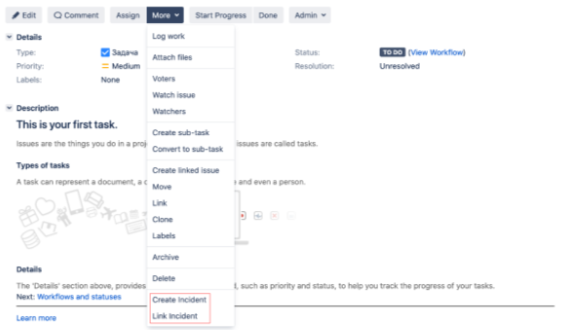 Edit Comment Assign More Start Progress Done Admin
Details
Type: Задача
Priority: Medium
Labels: None
Status: TO DO (View Workflow)
Resolution: Unresolved
Log work
Attach files
Voters
Watch issue
Watchers
Create sub-task
Convert to sub-task
Create linked issue
Move
Link
Clone
Labels
Archive
Delete
Create Incident
Link Incident
Description
This is your first task.
Issues are the things you do in a issues are called tasks.
Types of tasks
A task can represent a document, a and even a person.
Details
The 'Details' section above, provides such as priority and status, to help you track the progress of your tasks.
Next: Workflows and statuses
Learn more